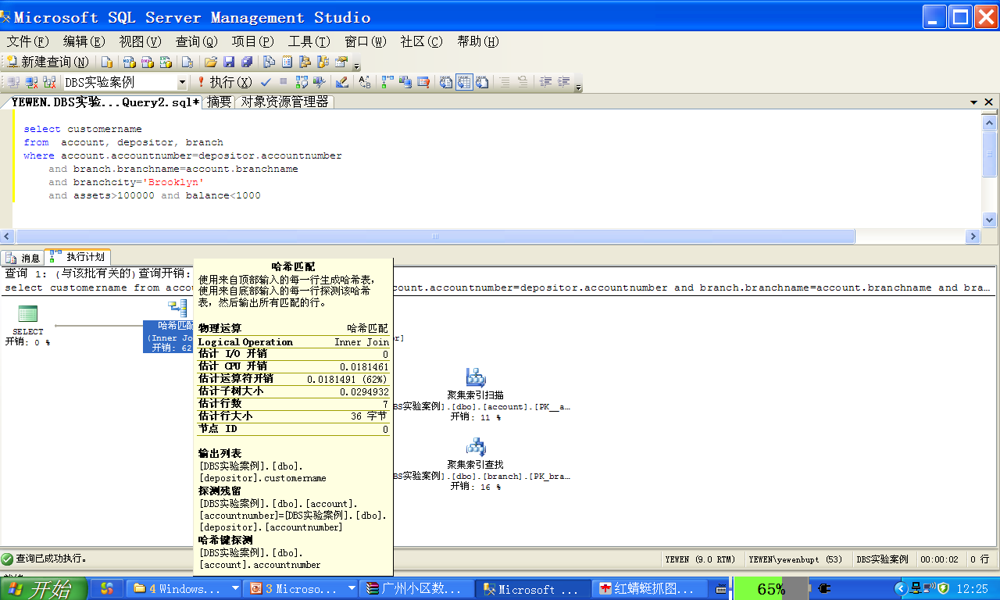 Microsoft SQL Server Management Studio
文件(F) 编辑(E) 视图(V) 查询(Q) 项目(P) 工具(T) 窗口(W) 社区(C) 帮助(H)
新建查询(N)
DBS实验案例 执行(X)
YEWEN.DBS实验...Query2.sql* 摘要 对象资源管理器
select customername
from account, depositor, branch
where account.accountnumber=depositor.accountnumber
and branch.branchname=account.branchname
and branchcity='Brooklyn'
and assets>100000 and balance<1000
消息 执行计划
查询 1: (与该批有关的)查询开销:
select customername from accou
count.accountnumber=depositor.accountnumber and branch.branchname=account.branchname and bra...
SELECT
开销: 0 %
哈希匹配
(Inner Jo
开销: 62
哈希匹配
使用来自顶部输入的每一行生成哈希表，
使用来自底部输入的每一行探测该哈希
表，然后输出所有匹配的行。
物理运算 哈希匹配
Logical Operation Inner Join
估计 I/O 开销 0
估计 CPU 开销 0.0181461
估计运算符开销 0.0181491 (62%)
估计子树大小 0.0294932
估计行数 7
估计行大小 36 字节
节点 ID 0
输出列表
[DBS实验案例].[dbo].
[depositor].customername
探测残留
[DBS实验案例].[dbo].[account].
[accountnumber]=[DBS实验案例].[dbo].
[depositor].[accountnumber]
哈希键探测
[DBS实验案例].[dbo].
[account].accountnumber
or]
聚集索引扫描
BS实验案例].[dbo].[account].[PK__a...
开销: 11 %
聚集索引查找
BS实验案例].[dbo].[branch].[PK_bra...
开销: 16 %
查询已成功执行。 YEWEN (9.0 RTM) YEWEN\yewenbupt (53) DBS实验案例 00:00:02 0 行
开始 4 Windows... 3 Microso... 广州小区数... Microsoft ... 红蜻蜓抓图... 65% 12:25